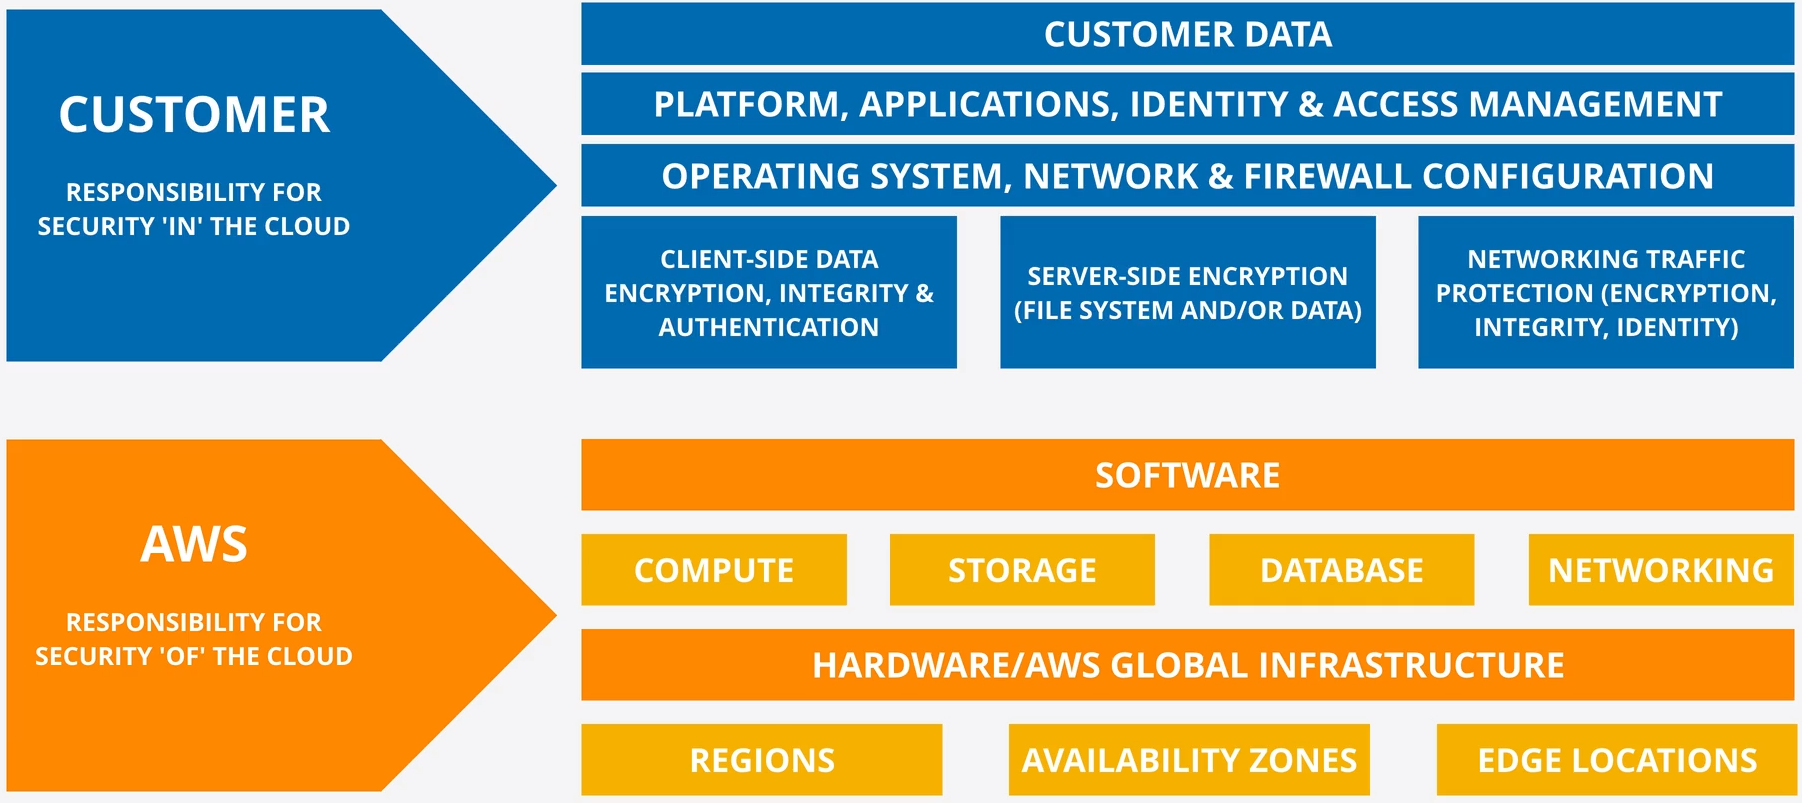 CUSTOMER
RESPONSIBILITY FOR
SECURITY 'IN' THE CLOUD
CUSTOMER DATA
PLATFORM, APPLICATIONS, IDENTITY & ACCESS MANAGEMENT
OPERATING SYSTEM, NETWORK & FIREWALL CONFIGURATION
CLIENT-SIDE DATA
ENCRYPTION, INTEGRITY &
AUTHENTICATION
SERVER-SIDE ENCRYPTION
(FILE SYSTEM AND/OR DATA)
NETWORKING TRAFFIC
PROTECTION (ENCRYPTION,
INTEGRITY, IDENTITY)
AWS
RESPONSIBILITY FOR
SECURITY 'OF' THE CLOUD
SOFTWARE
COMPUTE
STORAGE
DATABASE
NETWORKING
HARDWARE/AWS GLOBAL INFRASTRUCTURE
REGIONS
AVAILABILITY ZONES
EDGE LOCATIONS